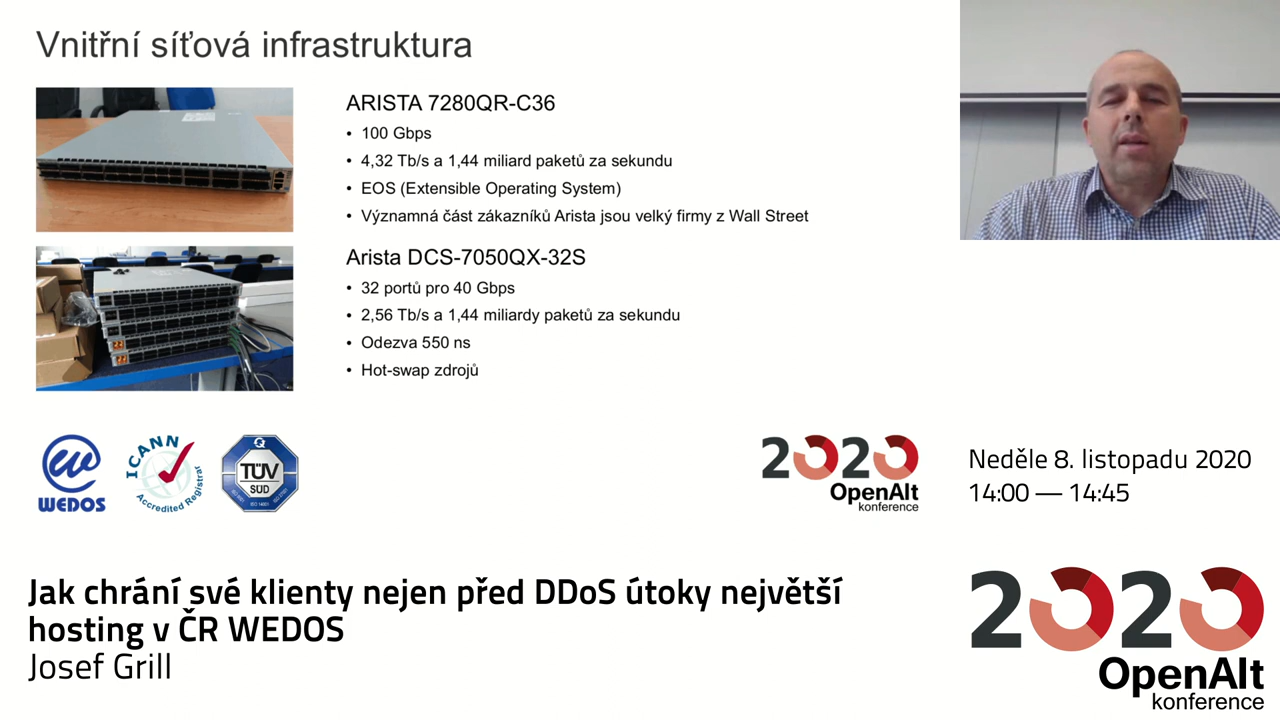 Vnitřní síťová infrastruktura
ARISTA 7280QR-C36
• 100 Gbps
• 4,32 Tb/s a 1,44 miliard paketů za sekundu
• EOS (Extensible Operating System)
• Významná část zákazníků Arista jsou velký firmy z Wall Street
Arista DCS-7050QX-32S
• 32 portů pro 40 Gbps
• 2,56 Tb/s a 1,44 miliardy paketů za sekundu
• Odezva 550 ns
• Hot-swap zdrojů
WEDOS
ICANN
Accredited Registrar
Q
TÜV
SÜD
2020
OpenAlt
konference
Neděle 8. listopadu 2020
14:00 — 14:45
Jak chrání své klienty nejen před DDoS útoky největší
hosting v ČR WEDOS
Josef Grill
2020
OpenAlt
konference